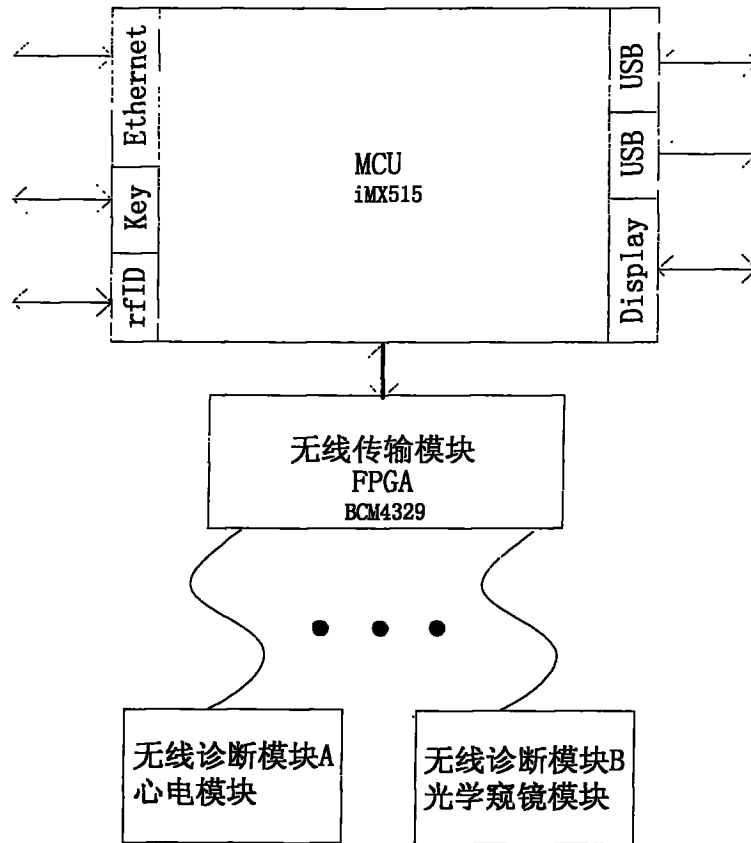 Ethernet
Key
rfID
MCU
iMX515
USB
USB
Display
无线传输模块
FPGA
BCM4329
无线诊断模块A
心电模块
无线诊断模块B
光学窥镜模块